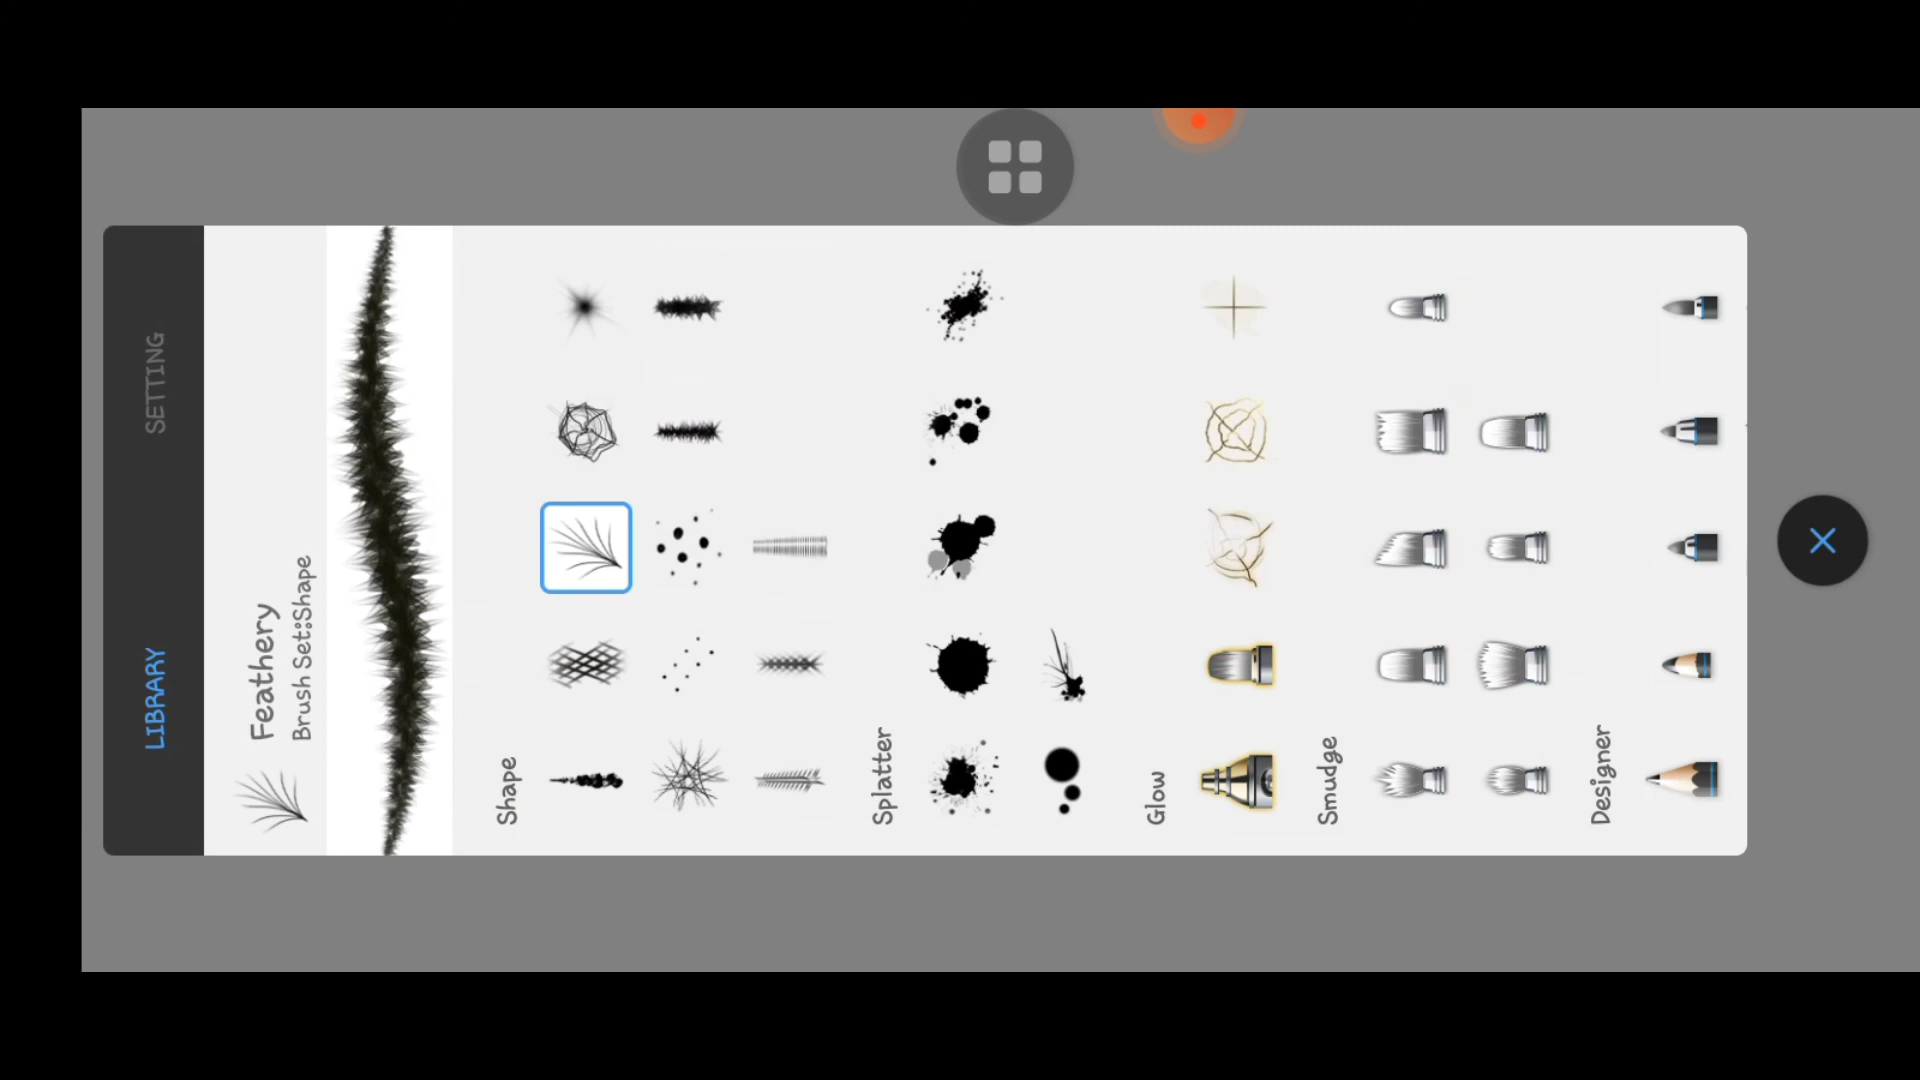 LIBRARY
SETTING
Feathery
Brush Set:Shape
Shape
Splatter
Glow
Smudge
Designer